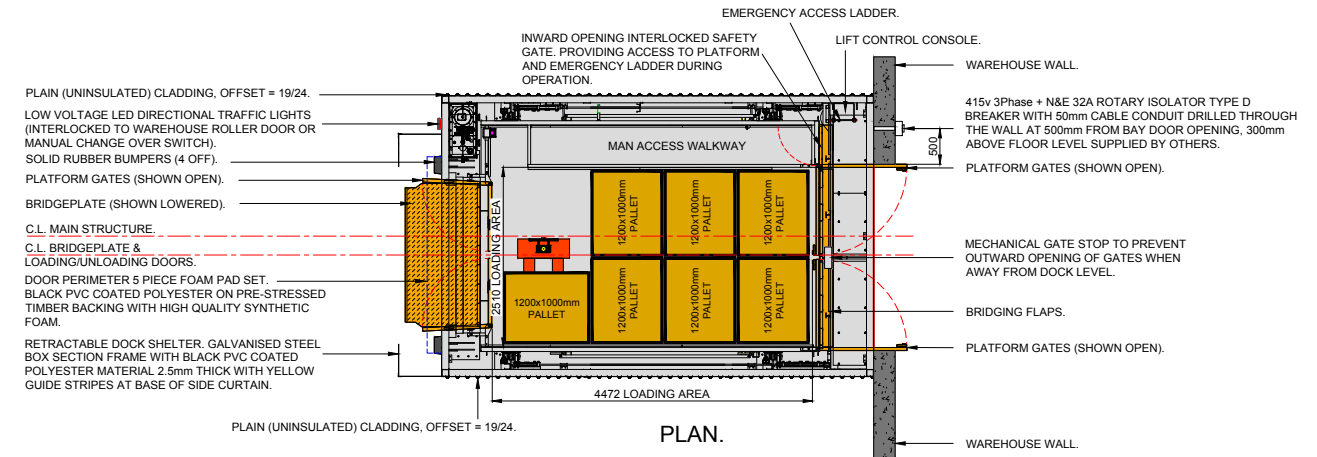 EMERGENCY ACCESS LADDER.
INWARD OPENING INTERLOCKED SAFETY
GATE. PROVIDING ACCESS TO PLATFORM
AND EMERGENCY LADDER DURING
OPERATION.
LIFT CONTROL CONSOLE.
WAREHOUSE WALL.
PLAIN (UNINSULATED) CLADDING, OFFSET = 19/24.
LOW VOLTAGE LED DIRECTIONAL TRAFFIC LIGHTS
(INTERLOCKED TO WAREHOUSE ROLLER DOOR OR
MANUAL CHANGE OVER SWITCH).
SOLID RUBBER BUMPERS (4 OFF).
PLATFORM GATES (SHOWN OPEN).
BRIDGEPLATE (SHOWN LOWERED).
C.L. MAIN STRUCTURE.
C.L. BRIDGEPLATE &
LOADING/UNLOADING DOORS.
DOOR PERIMETER 5 PIECE FOAM PAD SET.
BLACK PVC COATED POLYESTER ON PRE-STRESSED
TIMBER BACKING WITH HIGH QUALITY SYNTHETIC
FOAM.
RETRACTABLE DOCK SHELTER. GALVANISED STEEL
BOX SECTION FRAME WITH BLACK PVC COATED
POLYESTER MATERIAL 2.5mm THICK WITH YELLOW
GUIDE STRIPES AT BASE OF SIDE CURTAIN.
PLAIN (UNINSULATED) CLADDING, OFFSET = 19/24.
MAN ACCESS WALKWAY
2510 LOADING AREA
1200x1000mm
PALLET
1200x1000mm
PALLET
1200x1000mm
PALLET
1200x1000mm
PALLET
1200x1000mm
PALLET
1200x1000mm
PALLET
1200x1000mm
PALLET
4472 LOADING AREA
PLAN.
500
415v 3Phase + N&E 32A ROTARY ISOLATOR TYPE D
BREAKER WITH 50mm CABLE CONDUIT DRILLED THROUGH
THE WALL AT 500mm FROM BAY DOOR OPENING, 300mm
ABOVE FLOOR LEVEL SUPPLIED BY OTHERS.
PLATFORM GATES (SHOWN OPEN).
MECHANICAL GATE STOP TO PREVENT
OUTWARD OPENING OF GATES WHEN
AWAY FROM DOCK LEVEL.
BRIDGING FLAPS.
PLATFORM GATES (SHOWN OPEN).
WAREHOUSE WALL.